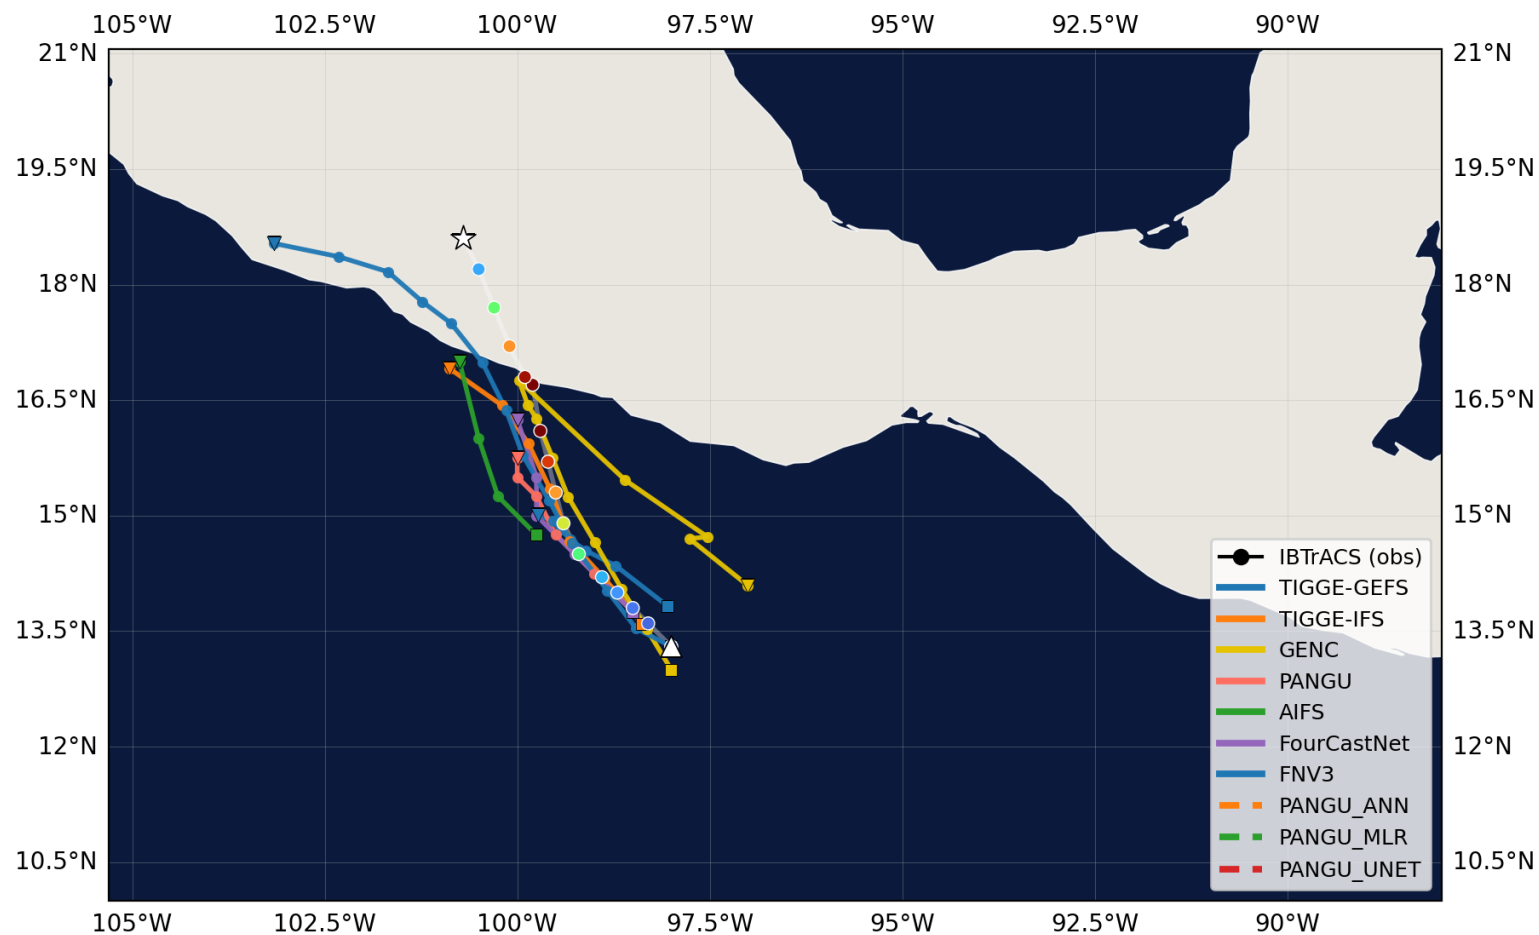 105°W 102.5°W 100°W 97.5°W 95°W 92.5°W 90°W
21°N 21°N
19.5°N 19.5°N
18°N 18°N
16.5°N 16.5°N
15°N 15°N
13.5°N 13.5°N
12°N 12°N
10.5°N 10.5°N
IBTrACS (obs)
TIGGE-GEFS
TIGGE-IFS
GENC
PANGU
AIFS
FourCastNet
FNV3
PANGU_ANN
PANGU_MLR
PANGU_UNET
105°W 102.5°W 100°W 97.5°W 95°W 92.5°W 90°W